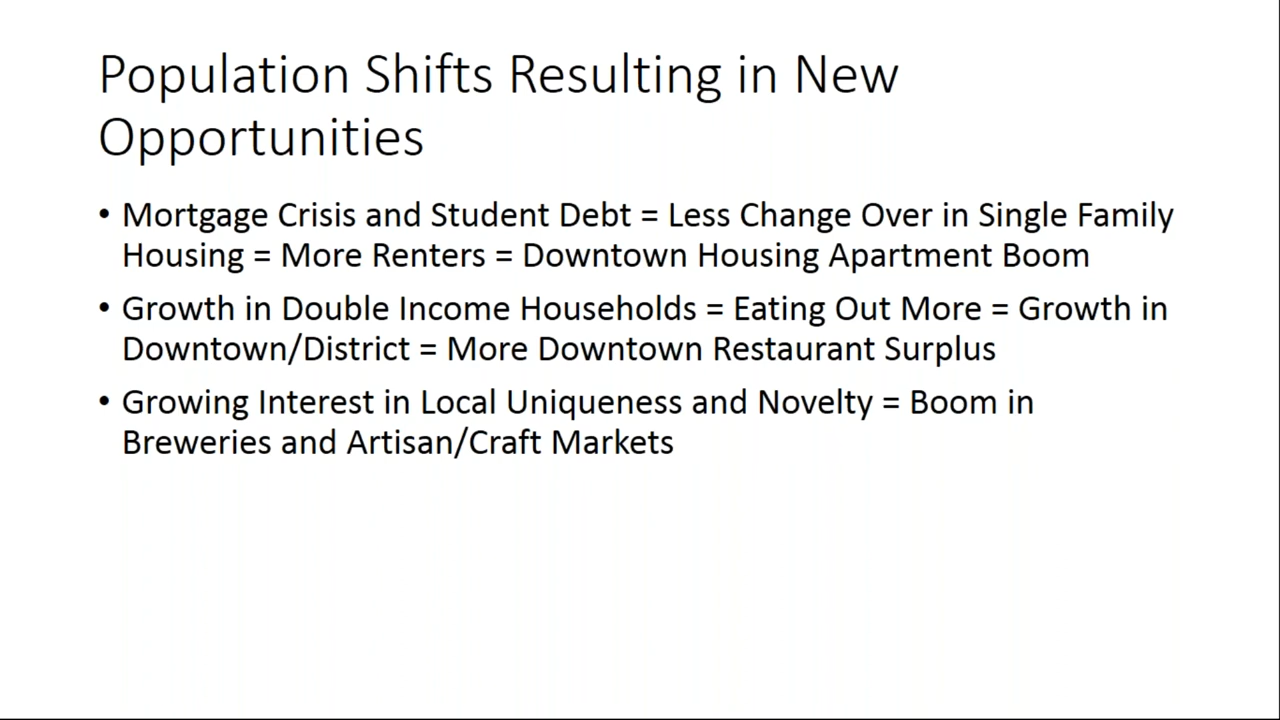 Population Shifts Resulting in New
Opportunities
• Mortgage Crisis and Student Debt = Less Change Over in Single Family
Housing = More Renters = Downtown Housing Apartment Boom
• Growth in Double Income Households = Eating Out More = Growth in
Downtown/District = More Downtown Restaurant Surplus
• Growing Interest in Local Uniqueness and Novelty = Boom in
Breweries and Artisan/Craft Markets